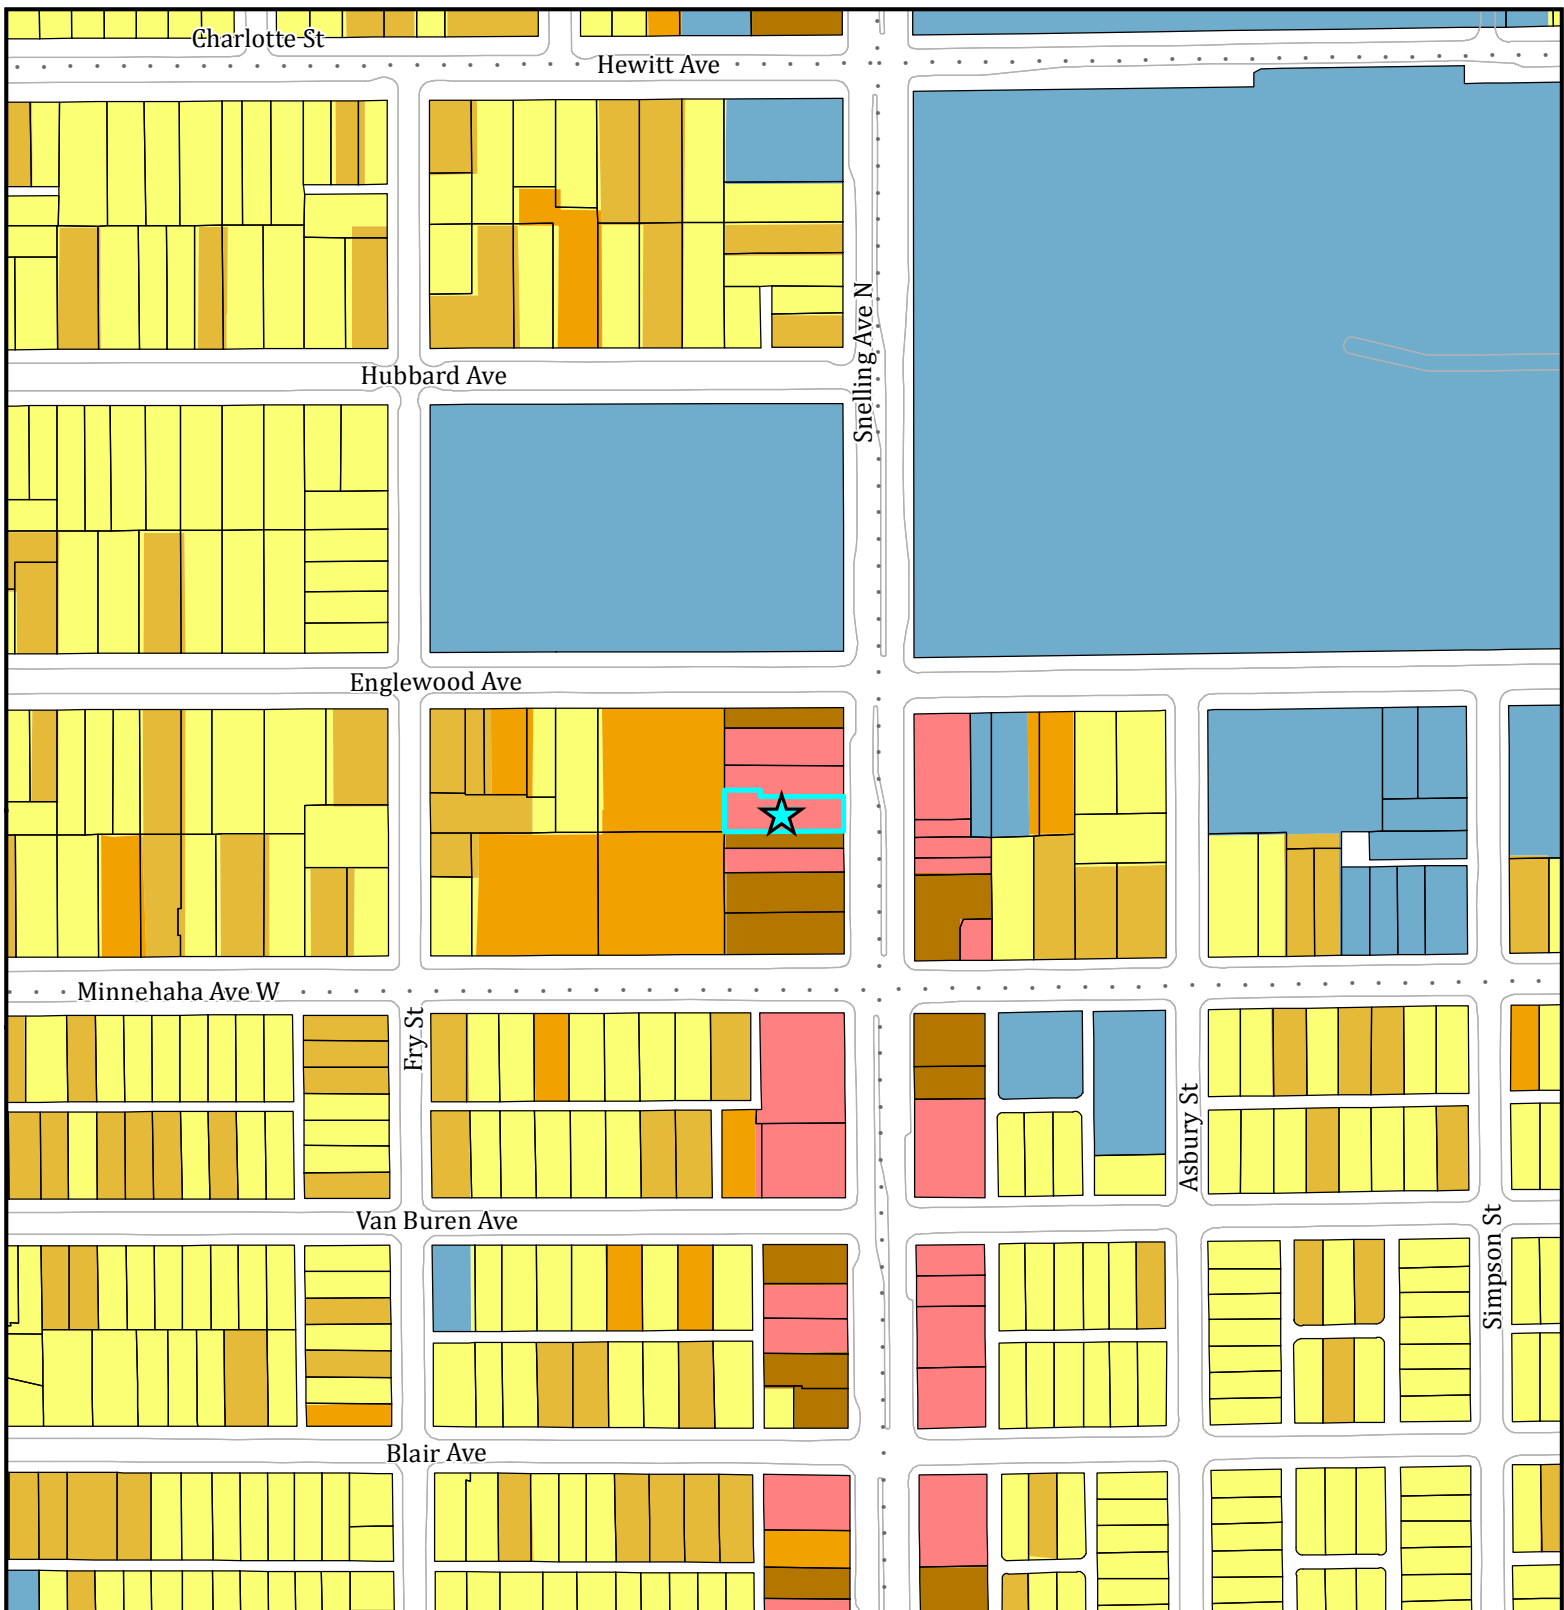 Charlotte St
Hewitt Ave
Snelling Ave N
Hubbard Ave
Englewood Ave
Minnehaha Ave W
Fry St
Asbury St
Van Buren Ave
Simpson St
Blair Ave